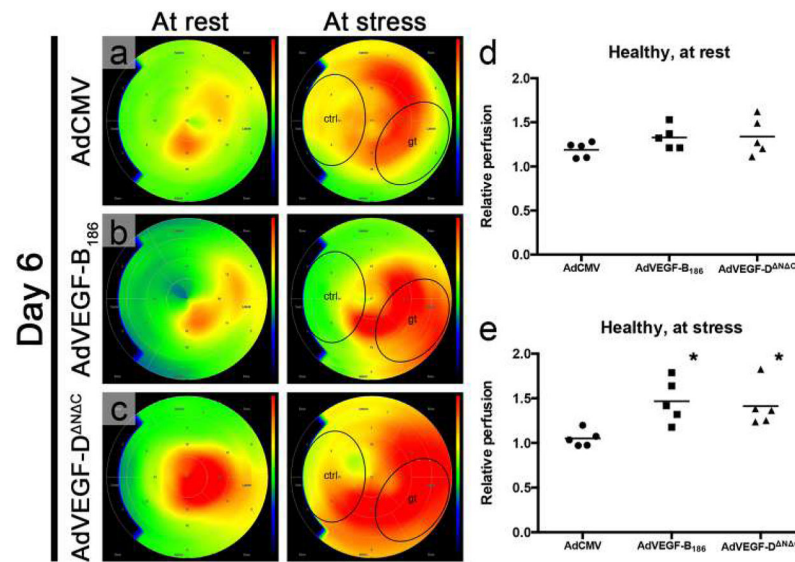 At rest
At stress
Day 6
a
AdCMV
ctrl
gt
b
AdVEGF-B186
ctrl
gt
c
AdVEGF-DΔNΔC
ctrl
gt
d
Healthy, at rest
Relative perfusion
2.0
1.5
1.0
0.5
0.0
AdCMV
AdVEGF-B186
AdVEGF-DΔNΔC
e
Healthy, at stress
Relative perfusion
2.0
1.5
1.0
0.5
0.0
*
*
AdCMV
AdVEGF-B186
AdVEGF-DΔNΔC